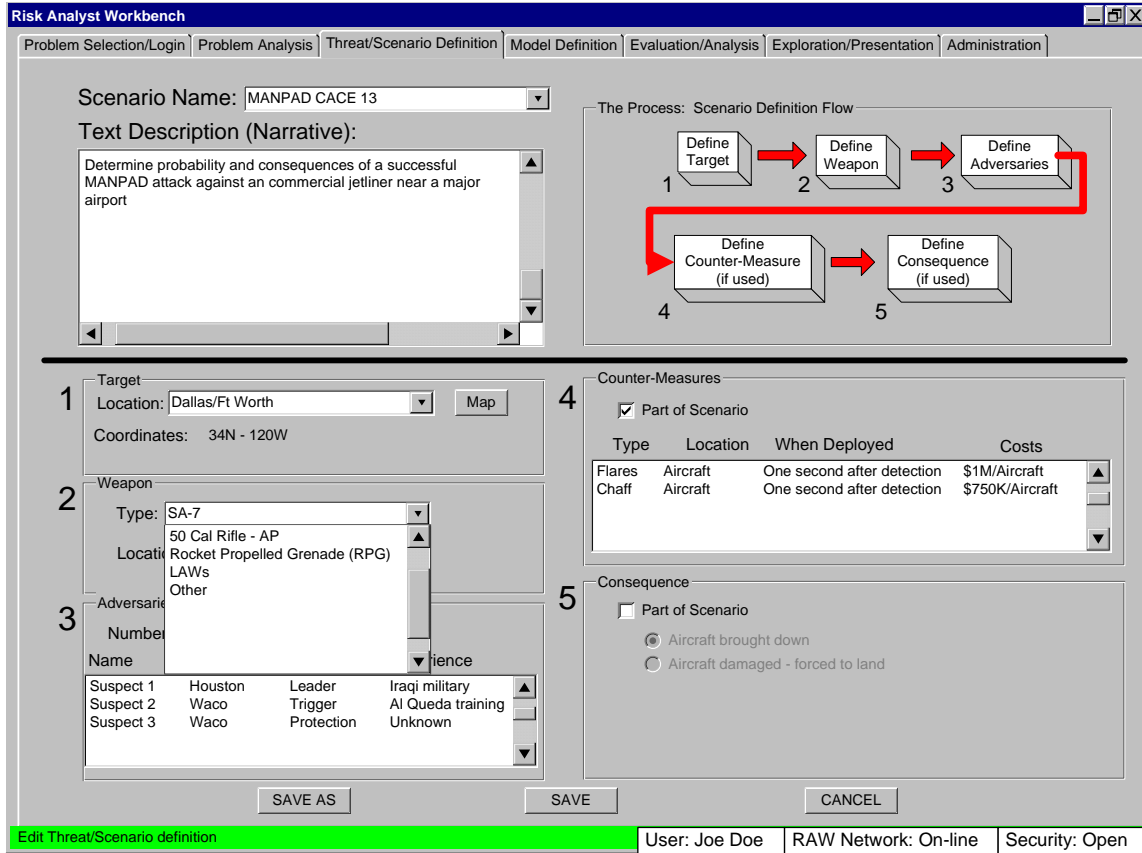 Risk Analyst Workbench
Problem Selection/Login Problem Analysis Threat/Scenario Definition Model Definition Evaluation/Analysis Exploration/Presentation Administration
Scenario Name: MANPAD CACE 13
Text Description (Narrative):
Determine probability and consequences of a successful
MANPAD attack against an commercial jetliner near a major
airport
The Process: Scenario Definition Flow
Define
Target
1
Define
Weapon
2
Define
Adversaries
3
Define
Counter-Measure
(if used)
4
Define
Consequence
(if used)
5
1
Target
Location: Dallas/Ft Worth Map
Coordinates: 34N - 120W
2
Weapon
Type: SA-7
50 Cal Rifle - AP
Rocket Propelled Grenade (RPG)
LAWs
Other
Locatio
3
Adversarie
Number
Name rience
Suspect 1 Houston Leader Iraqi military
Suspect 2 Waco Trigger Al Queda training
Suspect 3 Waco Protection Unknown
4
Counter-Measures
Part of Scenario
Type Location When Deployed Costs
Flares Aircraft One second after detection $1M/Aircraft
Chaff Aircraft One second after detection $750K/Aircraft
5
Consequence
Part of Scenario
Aircraft brought down
Aircraft damaged - forced to land
SAVE AS SAVE CANCEL
Edit Threat/Scenario definition User: Joe Doe RAW Network: On-line Security: Open